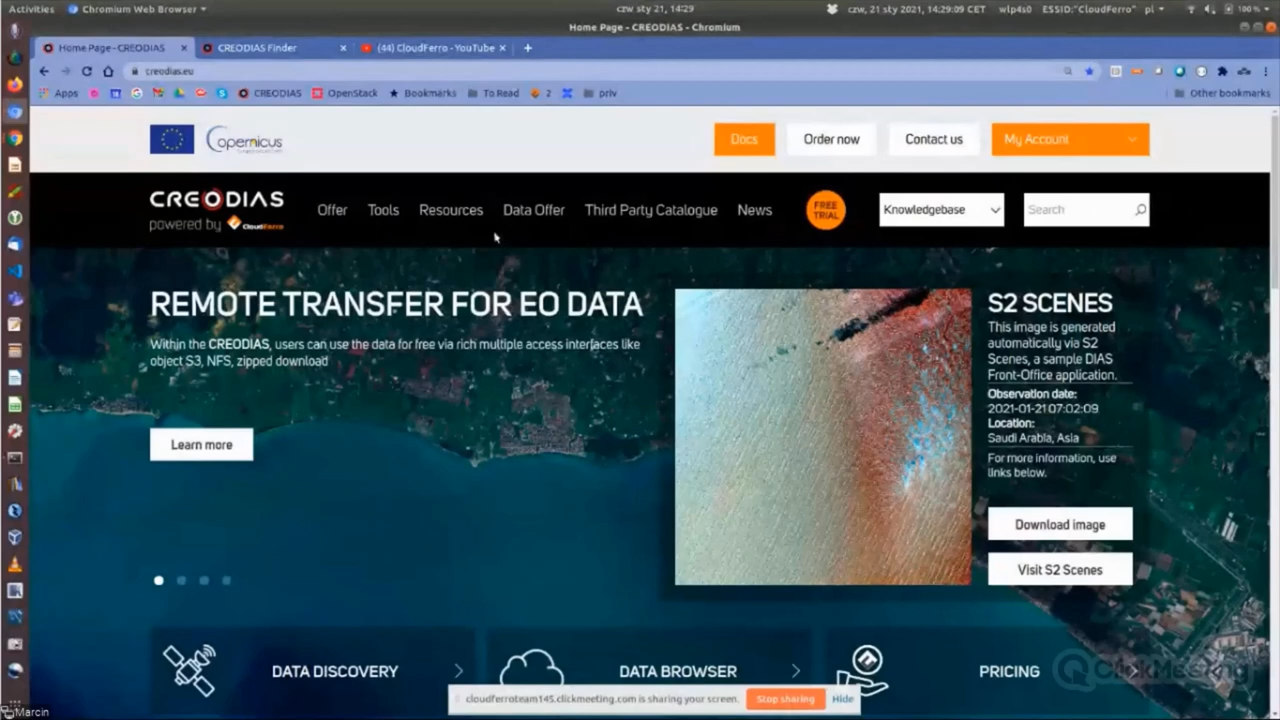 Activities
Chromium Web Browser
czw sty 21, 14:29
czw, 21 sty 2021, 14:29:09 CET
wlp4s0
ESSID:"CloudFerro"
pl
100 %
Home Page - CREODIAS - Chromium
Home Page - CREODIAS
CREODIAS Finder
(44) CloudFerro - YouTube
creodias.eu
Apps
CREODIAS
OpenStack
Bookmarks
To Read
2
priv
Other bookmarks
Copernicus
Docs
Order now
Contact us
My Account
CREODIAS
powered by CloudFerro
Offer
Tools
Resources
Data Offer
Third Party Catalogue
News
FREE
TRIAL
Knowledgebase
Search
REMOTE TRANSFER FOR EO DATA
Within the CREODIAS, users can use the data for free via rich multiple access interfaces like
object S3, NFS, zipped download
Learn more
S2 SCENES
This image is generated
automatically via S2
Scenes, a sample DIAS
Front-Office application.
Observation date:
2021-01-21 07:02:09
Location:
Saudi Arabia, Asia
For more information, use
links below.
Download image
Visit S2 Scenes
DATA DISCOVERY
DATA BROWSER
PRICING
ClickMeeting
cloudferroteam145.clickmeeting.com is sharing your screen.
Stop sharing
Hide
Marcin